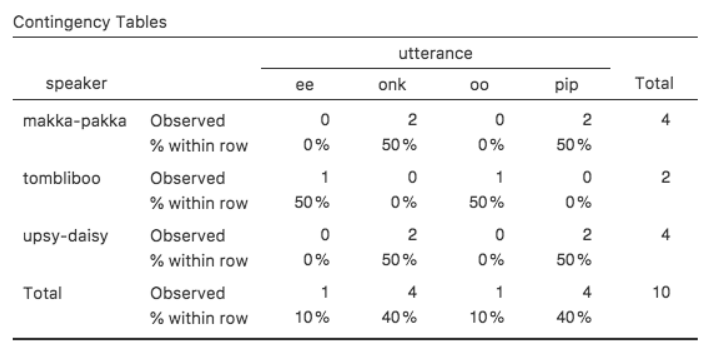 Contingency Tables
utterance
speaker ee onk oo pip Total
makka-pakka Observed 0 2 0 2 4
% within row 0% 50% 0% 50%
tombliboo Observed 1 0 1 0 2
% within row 50% 0% 50% 0%
upsy-daisy Observed 0 2 0 2 4
% within row 0% 50% 0% 50%
Total Observed 1 4 1 4 10
% within row 10% 40% 10% 40%